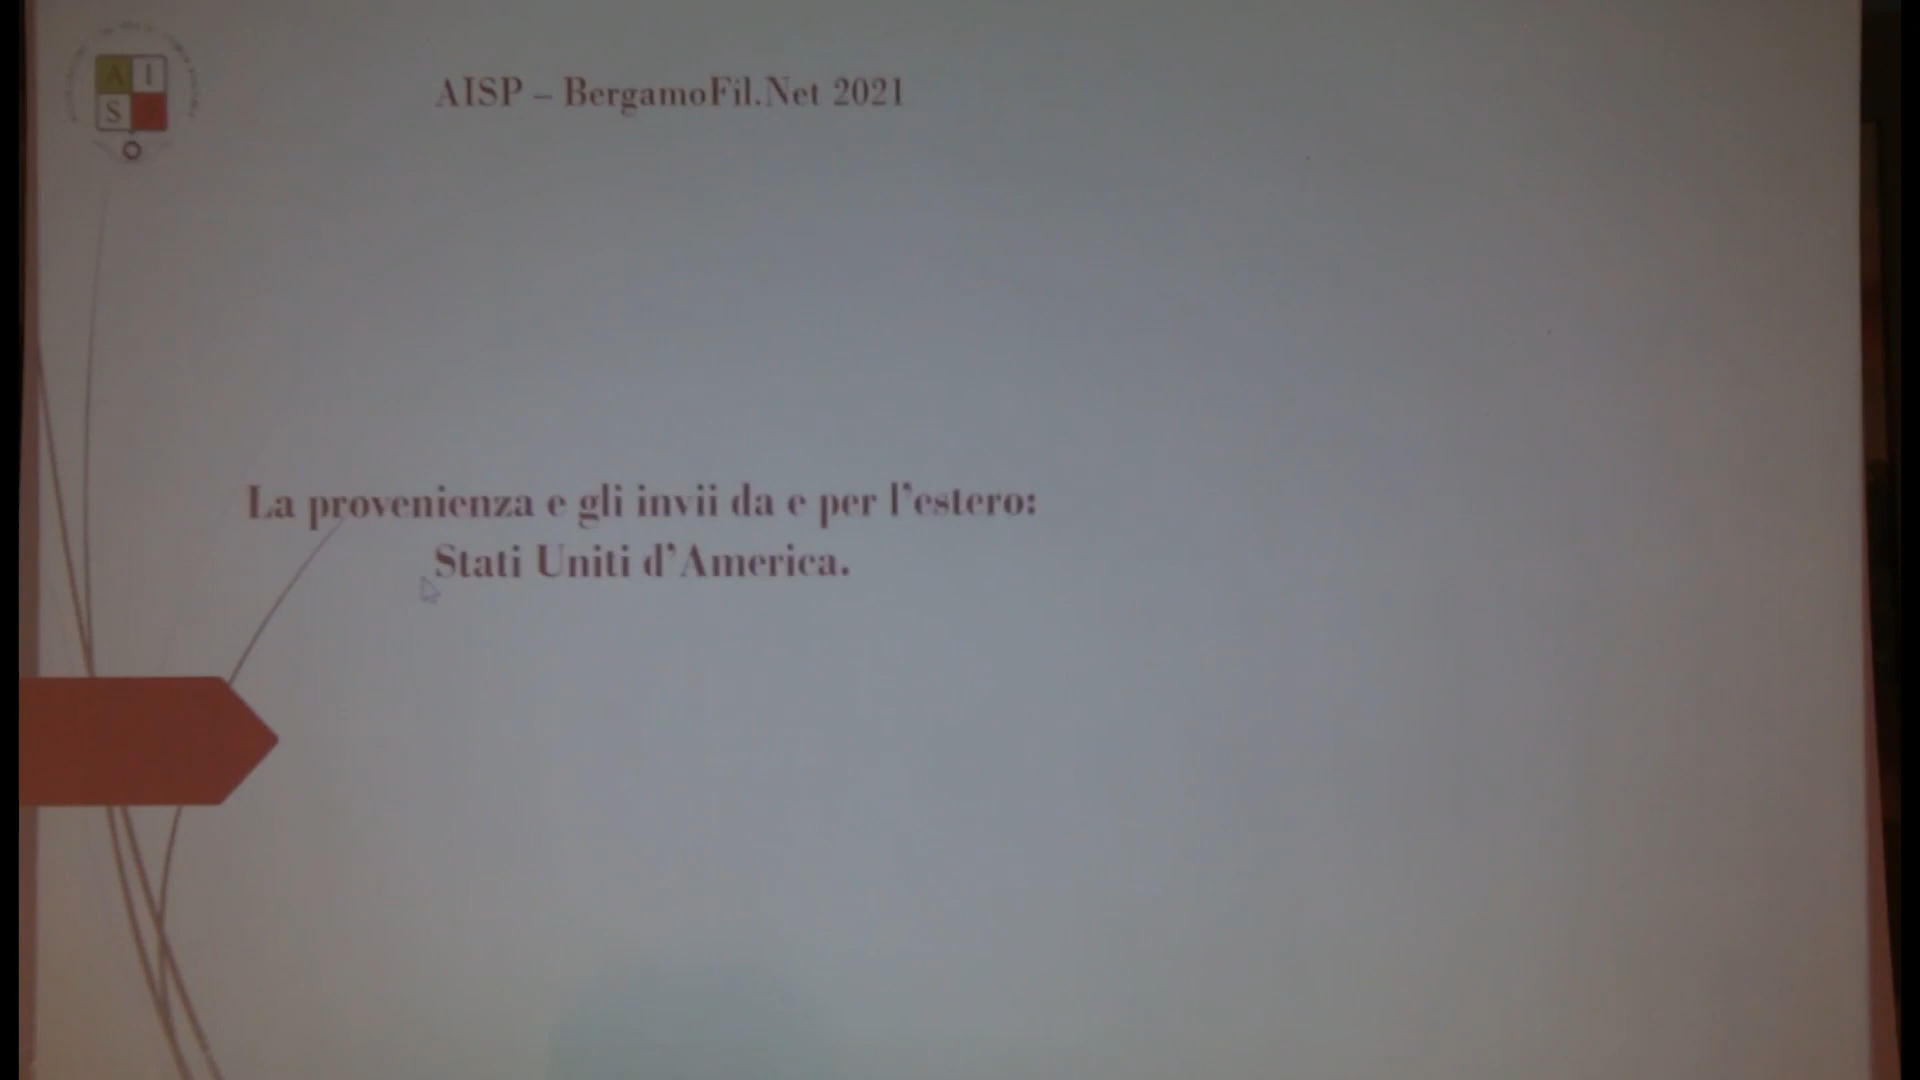 A I
S
AISP – BergamoFil.Net 2021
La provenienza e gli invii da e per l'estero:
Stati Uniti d'America.